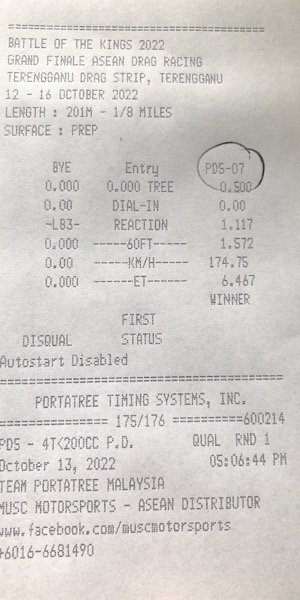 ==================================
BATTLE OF THE KINGS 2022
GRAND FINALE ASEAN DRAG RACING
TERENGGANU DRAG STRIP, TERENGGANU
12 - 16 OCTOBER 2022
LENGTH : 201M - 1/8 MILES
SURFACE : PREP
BYE Entry PD5-07
0.000 0.000 TREE 0.500
0.00 DIAL-IN 0.00
-LB3- REACTION 1.117
0.000 ------60FT------ 1.572
0.00 ------KM/H----- 174.75
0.000 -------ET------- 6.467
WINNER
FIRST
DISQUAL STATUS
Autostart Disabled
==================================
PORTATREE TIMING SYSTEMS, INC.
============== 175/176 ==========600214
PD5 - 4T<200CC P.D. QUAL RND 1
October 13, 2022 05:06:44 PM
TEAM PORTATREE MALAYSIA
MUSC MOTORSPORTS - ASEAN DISTRIBUTOR
www.facebook.com/muscmotorsports
+6016-6681490